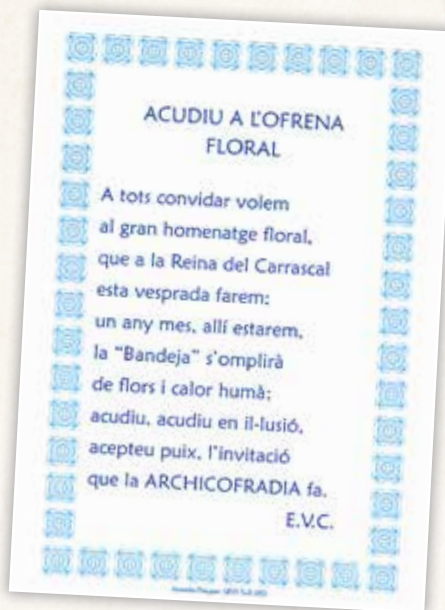 ACUDIU A L'OFRENA
FLORAL
A tots convidar volem
al gran homenatge floral,
que a la Reina del Carrascal
esta vesprada farem;
un any mes, allí estarem,
la "Bandeja" s'omplirà
de flors i calor humà;
acudiu, acudiu en il-lusió,
acepteu puix, l'invitació
que la ARCHICOFRADIA fa.
E.V.C.